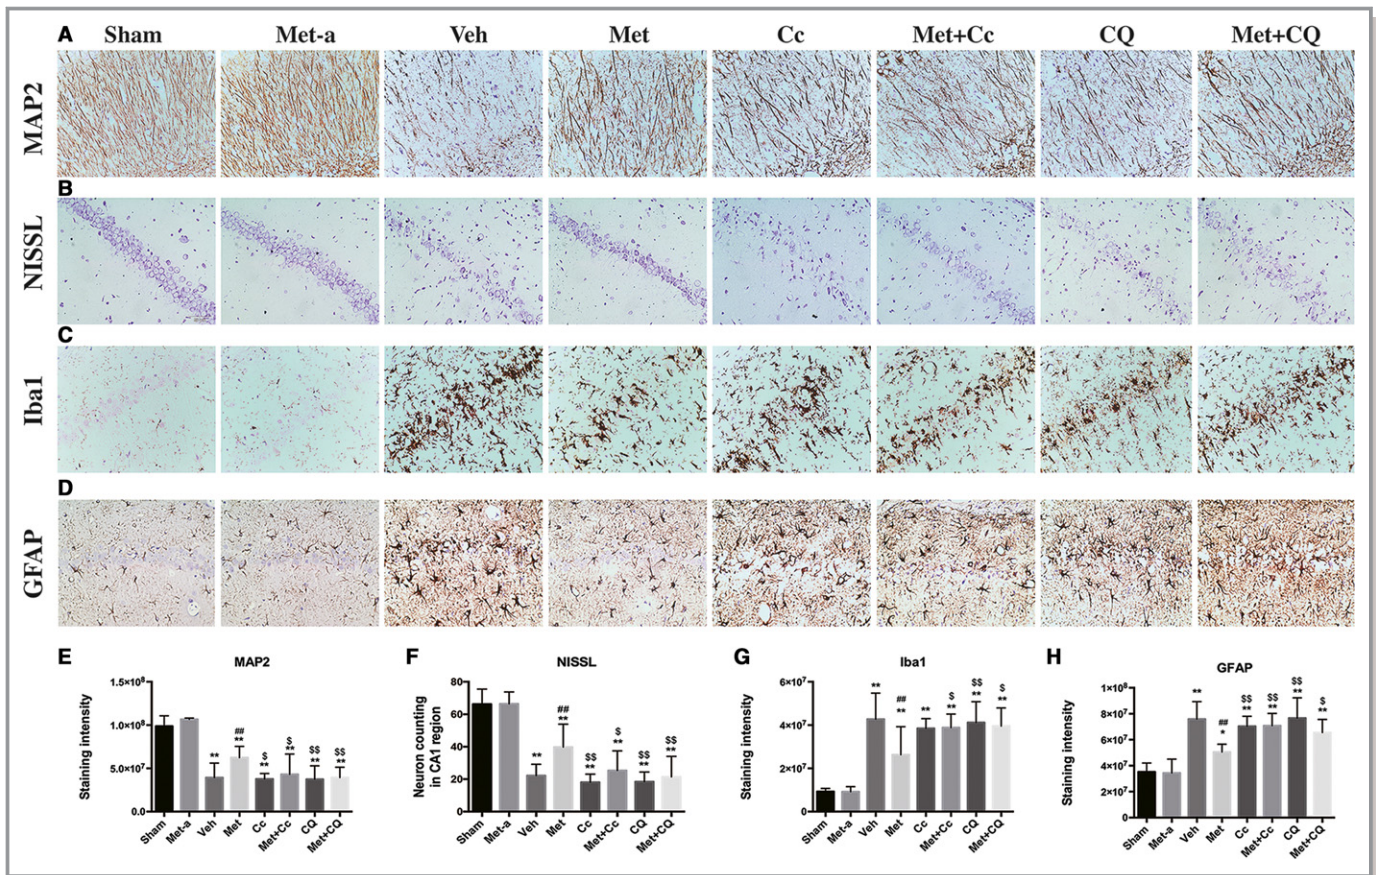 A Sham Met-a Veh Met Cc Met+Cc CQ Met+CQ
MAP2
B
NISSL
C
Iba1
D
GFAP
E MAP2
Staining intensity
1.5×10⁸
1.0×10⁸
5.0×10⁷
0.0
** ## ** $ ** $ ** $$ ** $$ **
Sham Met-a Veh Met Cc Met+Cc CQ Met+CQ
F NISSL
Neuron counting
in CA1 region
80
60
40
20
0
** ## ** $$ ** $ ** $$ ** $$ **
Sham Met-a Veh Met Cc Met+Cc CQ Met+CQ
G Iba1
Staining intensity
6×10⁷
4×10⁷
2×10⁷
0
** ## ** ** $ ** $$ ** $ **
Sham Met-a Veh Met Cc Met+Cc CQ Met+CQ
H GFAP
Staining intensity
1×10⁸
8×10⁷
6×10⁷
4×10⁷
2×10⁷
0
** ## * $$ ** $$ ** $$ ** $ **
Sham Met-a Veh Met Cc Met+Cc CQ Met+CQ